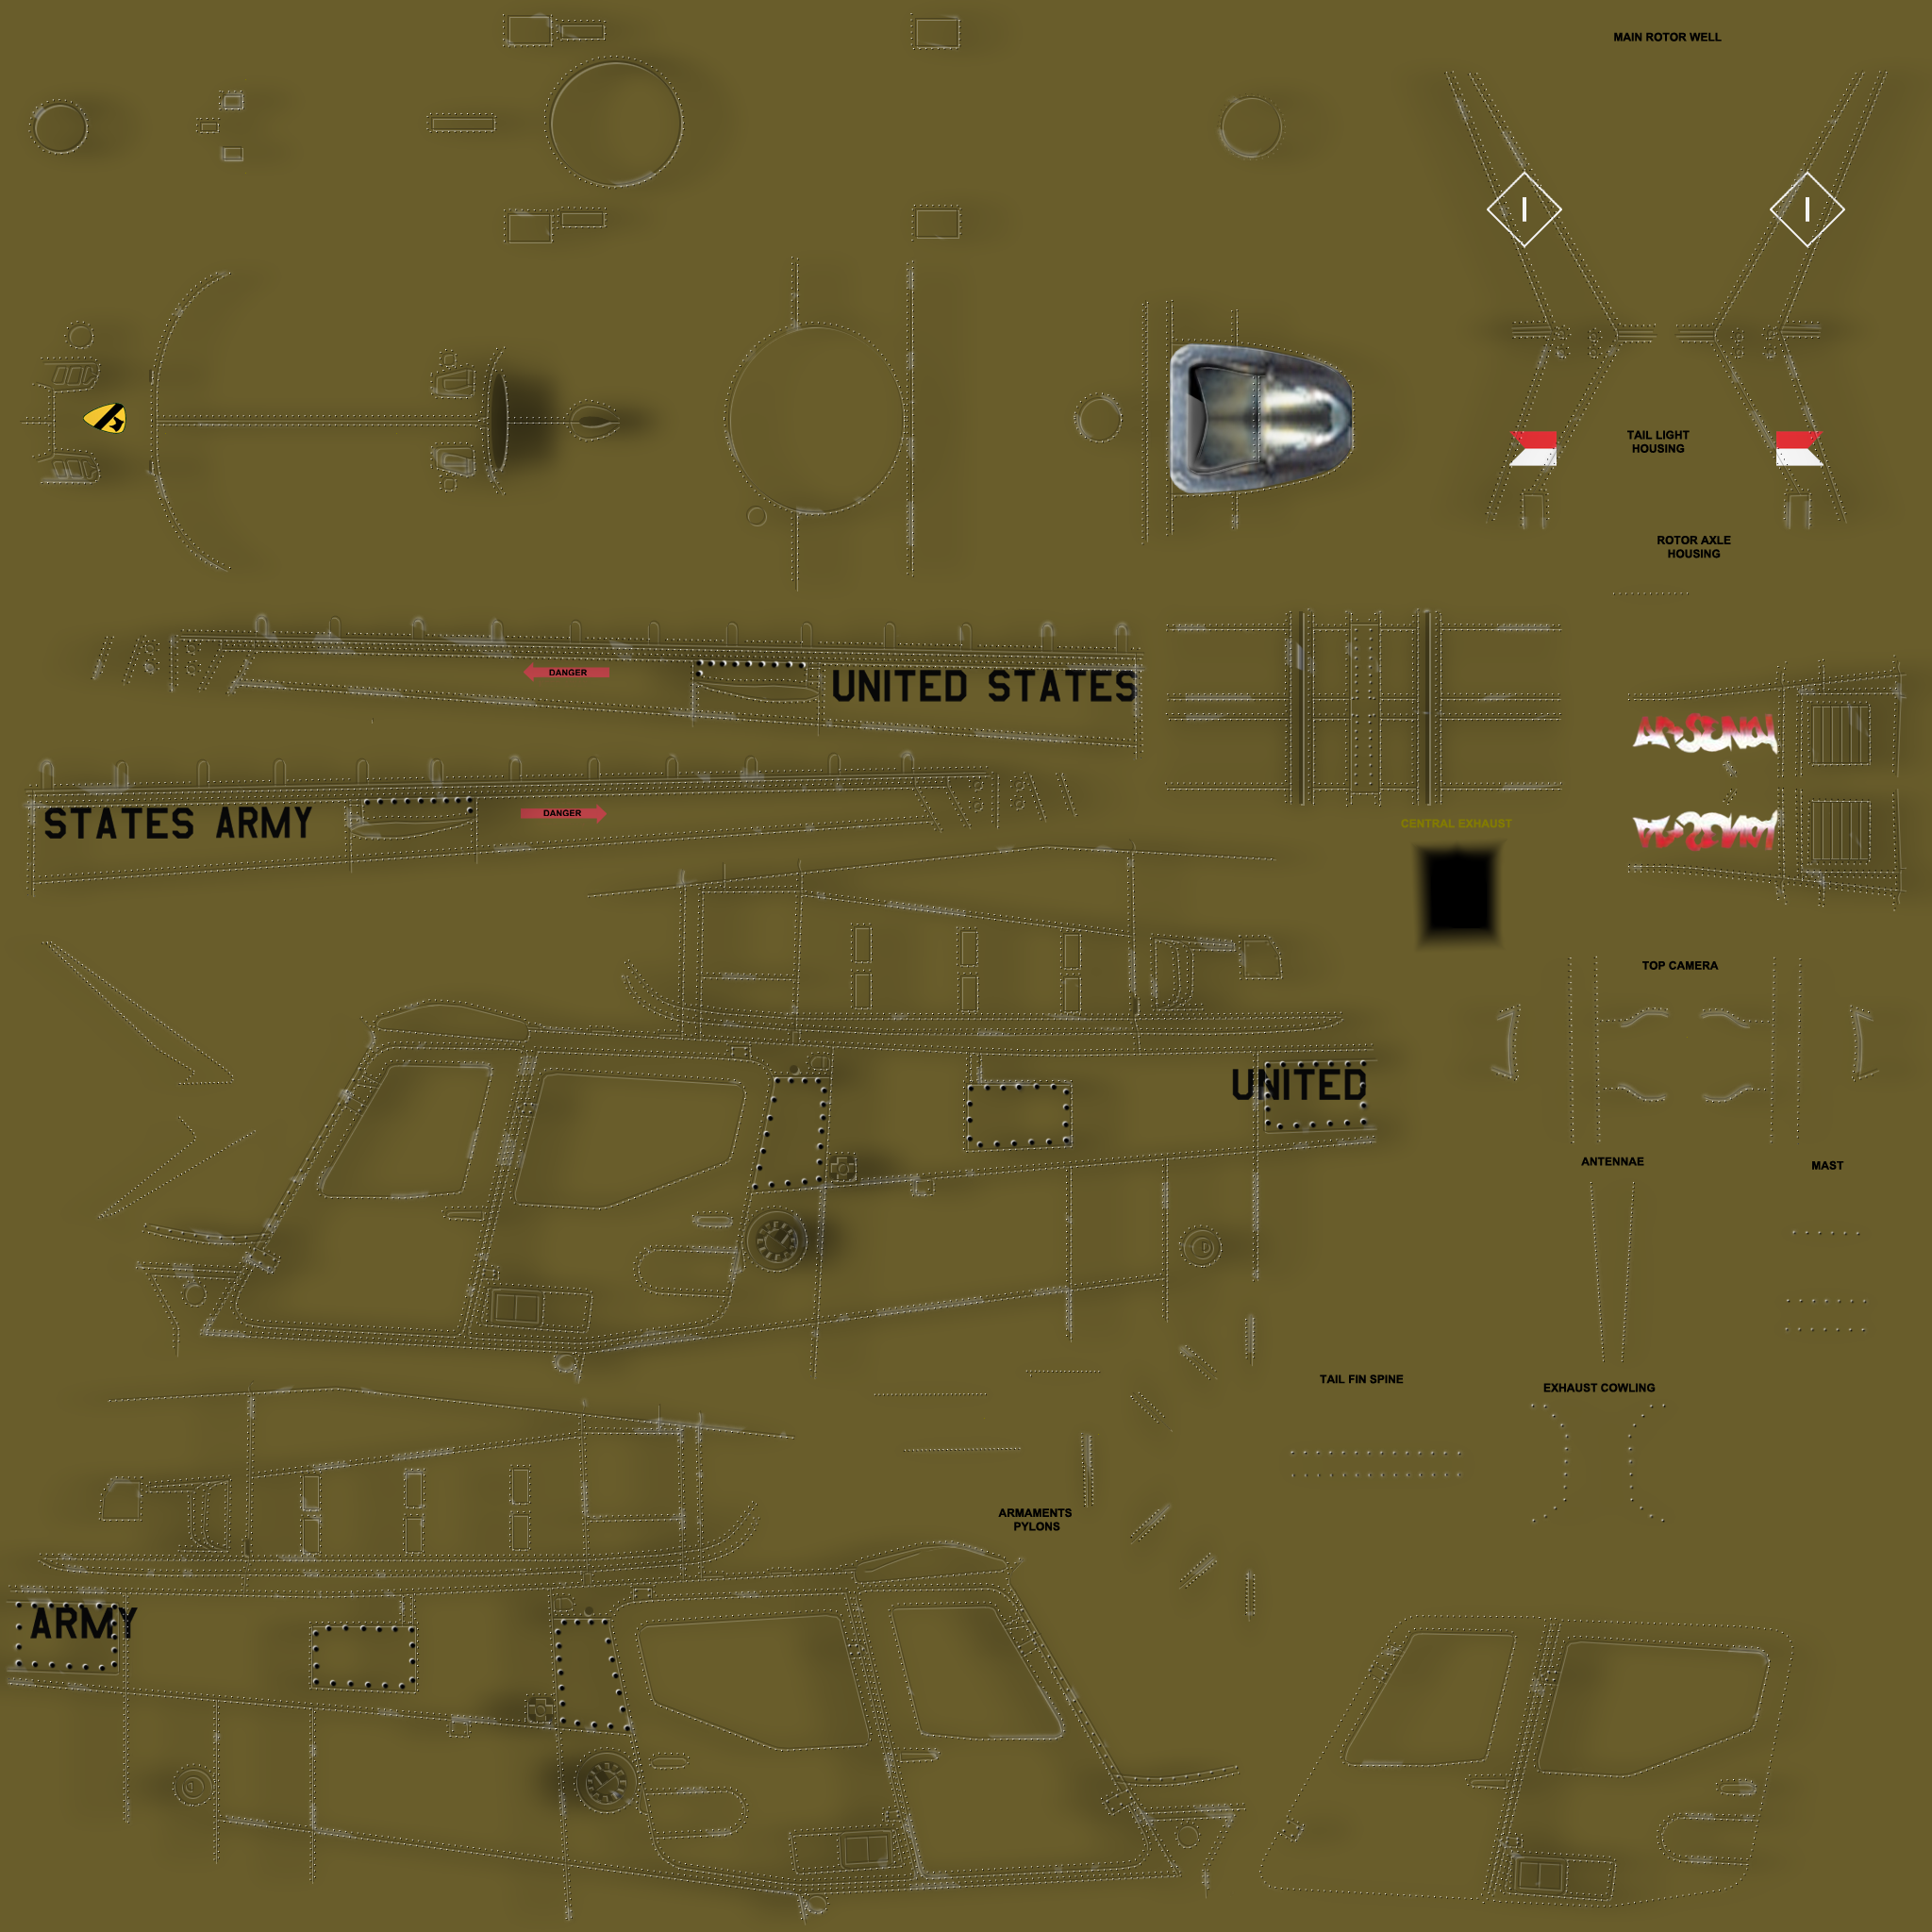 MAIN ROTOR WELL
TAIL LIGHT
HOUSING
ROTOR AXLE
HOUSING
DANGER
UNITED STATES
STATES ARMY
DANGER
ARSENAL
CENTRAL EXHAUST
TOP CAMERA
UNITED
ANTENNAE
MAST
TAIL FIN SPINE
EXHAUST COWLING
ARMAMENTS
PYLONS
ARMY